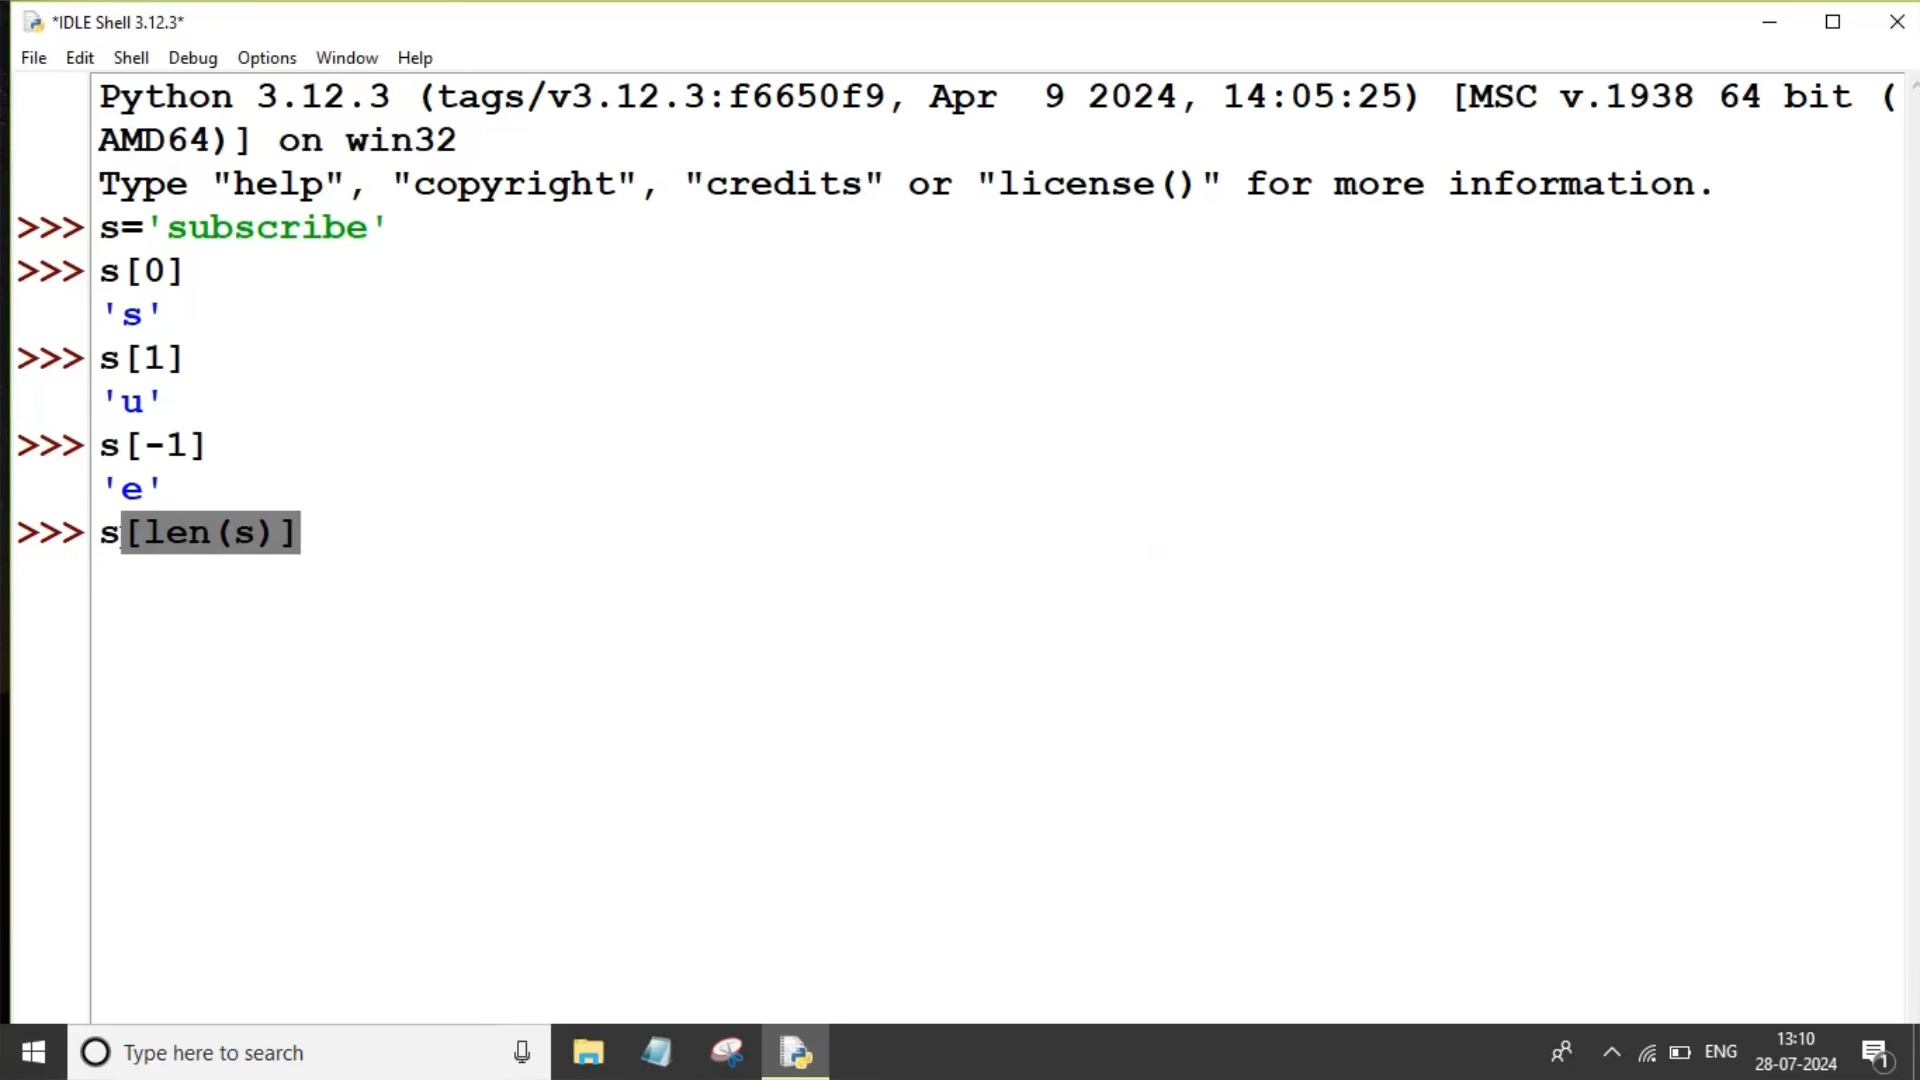 *IDLE Shell 3.12.3*
File Edit Shell Debug Options Window Help
Python 3.12.3 (tags/v3.12.3:f6650f9, Apr  9 2024, 14:05:25) [MSC v.1938 64 bit (
AMD64)] on win32
Type "help", "copyright", "credits" or "license()" for more information.
>>> s='subscribe'
>>> s[0]
's'
>>> s[1]
'u'
>>> s[-1]
'e'
>>> s[len(s)]
Type here to search
ENG
13:10
28-07-2024
1